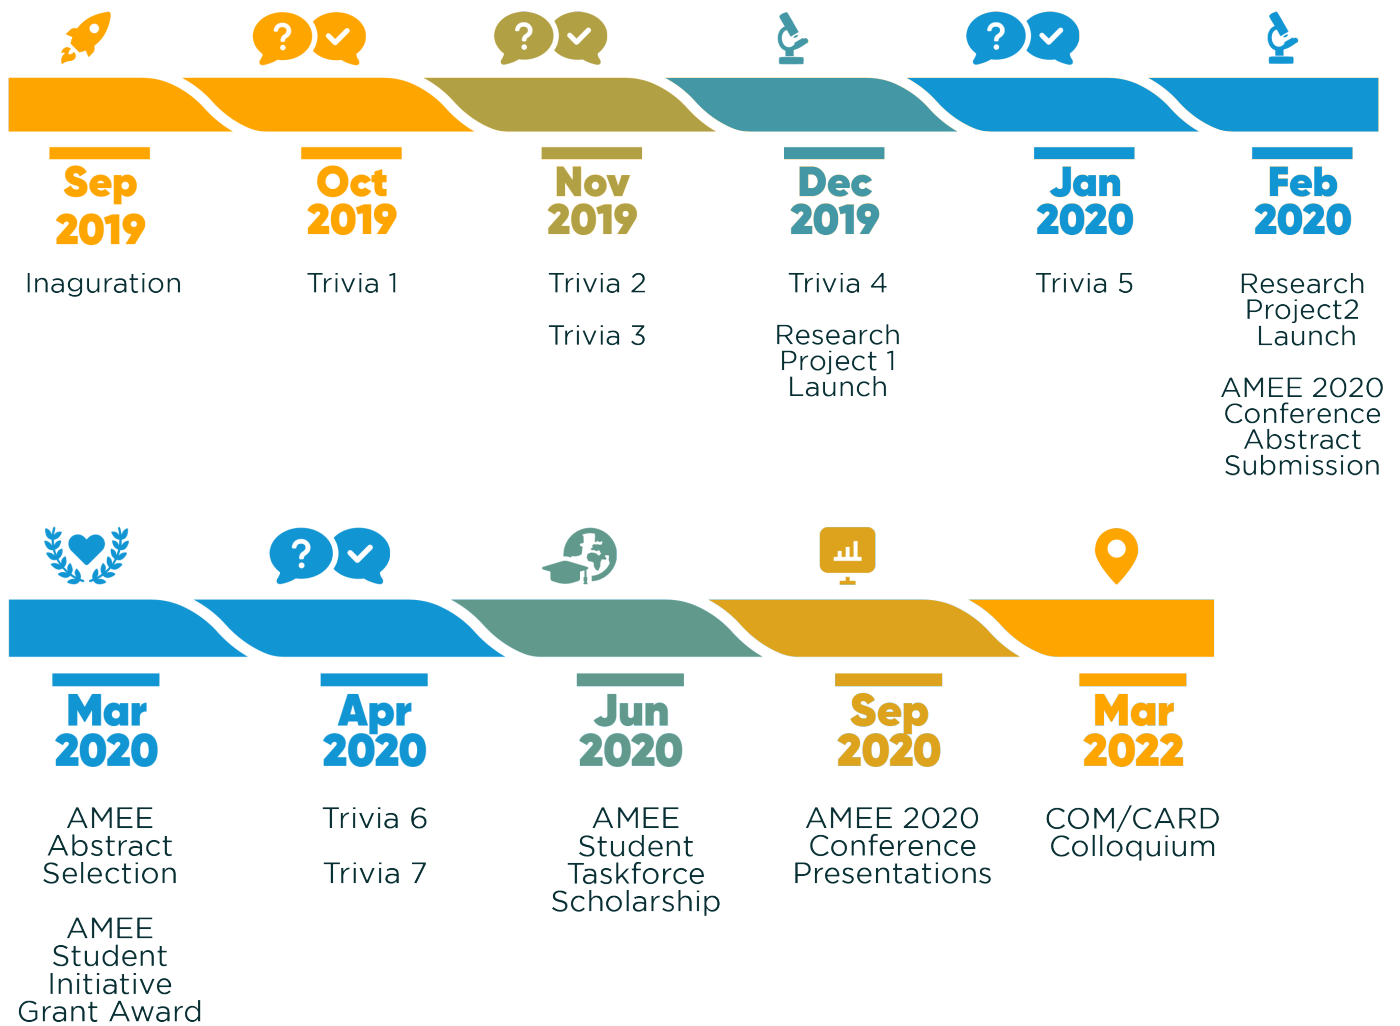 Sep
2019
Inaguration
Oct
2019
Trivia 1
Nov
2019
Trivia 2
Trivia 3
Dec
2019
Trivia 4
Research
Project 1
Launch
Jan
2020
Trivia 5
Feb
2020
Research
Project2
Launch
AMEE 2020
Conference
Abstract
Submission
Mar
2020
AMEE
Abstract
Selection
AMEE
Student
Initiative
Grant Award
Apr
2020
Trivia 6
Trivia 7
Jun
2020
AMEE
Student
Taskforce
Scholarship
Sep
2020
AMEE 2020
Conference
Presentations
Mar
2022
COM/CARD
Colloquium